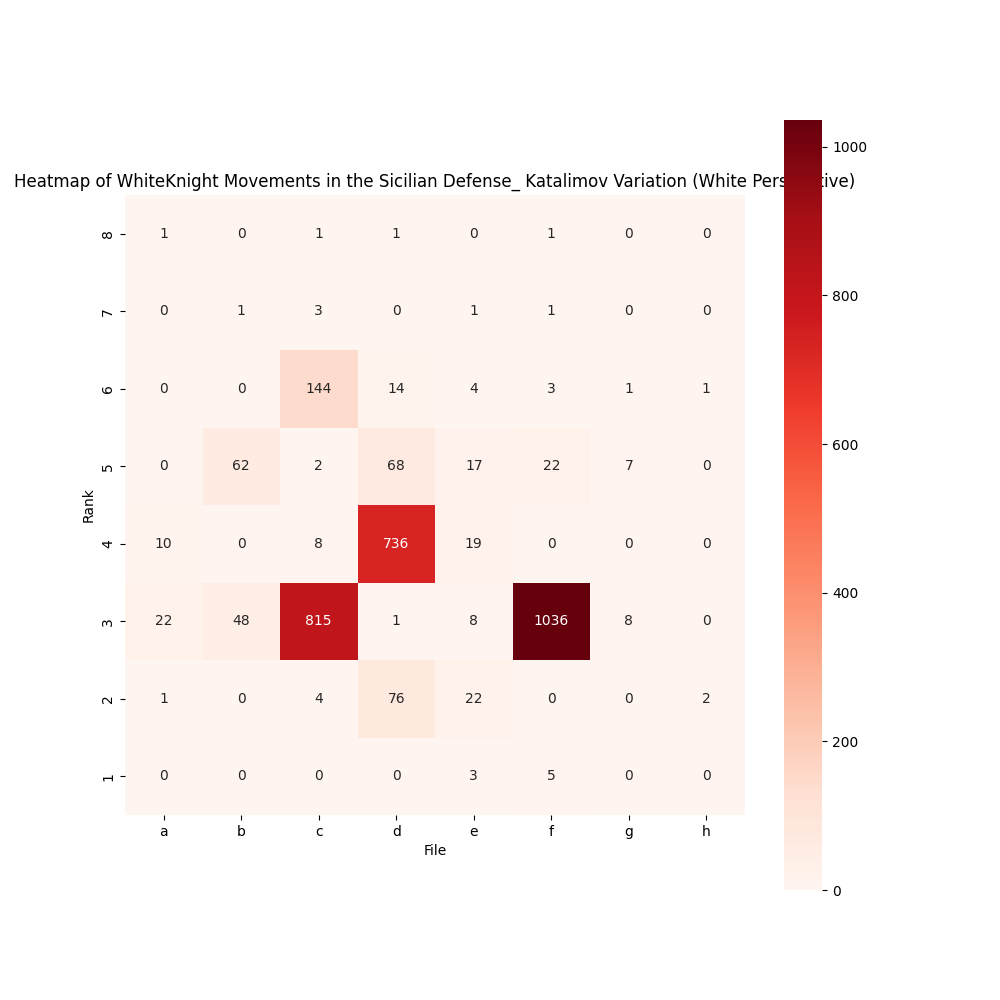 Heatmap of WhiteKnight Movements in the Sicilian Defense_ Katalimov Variation (White Perspective)
8 1 0 1 1 0 1 0 0
7 0 1 3 0 1 1 0 0
6 0 0 144 14 4 3 1 1
5 0 62 2 68 17 22 7 0
4 10 0 8 736 19 0 0 0
3 22 48 815 1 8 1036 8 0
2 1 0 4 76 22 0 0 2
1 0 0 0 0 3 5 0 0
a b c d e f g h
File
Rank
1000
800
600
400
200
0